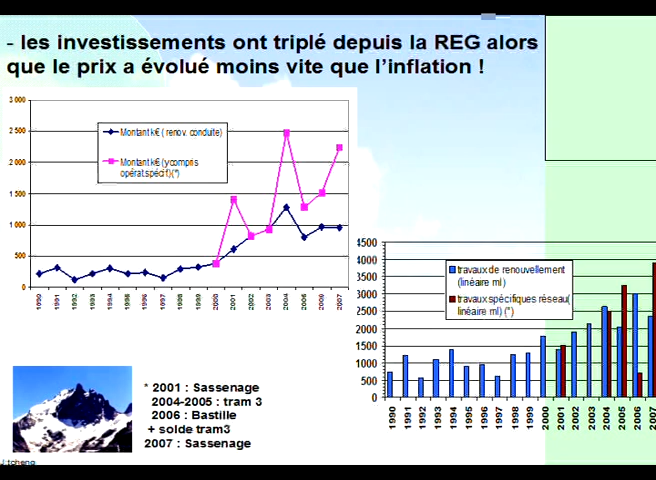 - les investissements ont triplé depuis la REG alors
que le prix a évolué moins vite que l'inflation !
3 000
2 500
2 000
1 500
1 000
500
0
Montant k€ ( renov. conduite)
Montant k€ (y compris
opérat spécif) (*)
1990 1991 1992 1993 1994 1995 1996 1997 1998 1999 2000 2001 2002 2003 2004 2005 2006 2007
4500
4000
3500
3000
2500
2000
1500
1000
500
0
travaux de renouvellement
(linéaire ml)
travaux spécifiques réseau(
linéaire ml) (*)
1990 1991 1992 1993 1994 1995 1996 1997 1998 1999 2000 2001 2002 2003 2004 2005 2006 2007
* 2001 : Sassenage
2004-2005 : tram 3
2006 : Bastille
+ solde tram3
2007 : Sassenage
J.tcheng